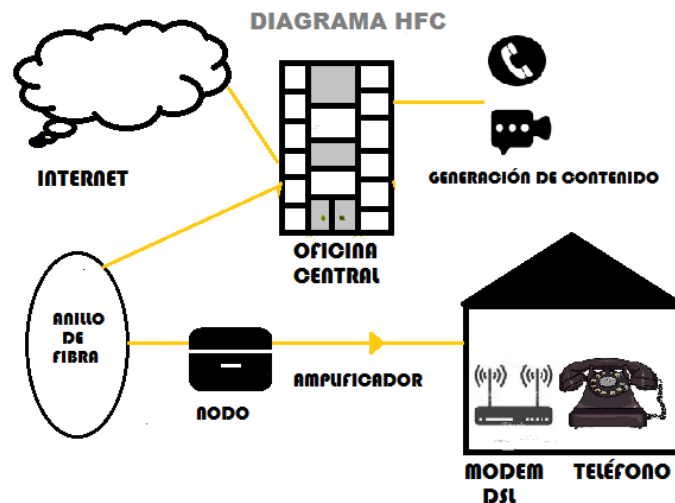 DIAGRAMA HFC
INTERNET
GENERACIÓN DE CONTENIDO
OFICINA
CENTRAL
ANILLO
DE
FIBRA
NODO
AMPLIFICADOR
MODEM
DSL
TELÉFONO